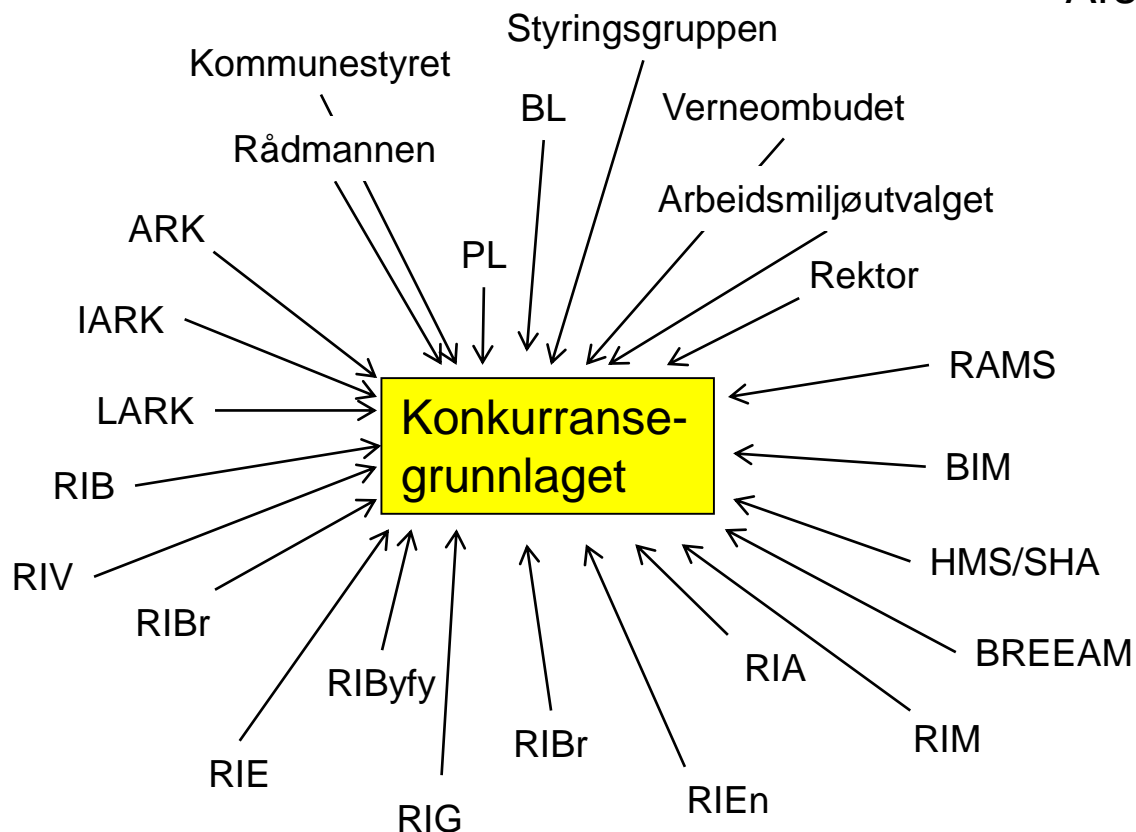 Styringsgruppen
Kommunestyret
BL
Verneombudet
Rådmannen
Arbeidsmiljøutvalget
ARK
PL
Rektor
IARK
RAMS
LARK
Konkurranse-
grunnlaget
BIM
RIB
HMS/SHA
RIV
RIBr
BREEAM
RIA
RIByfy
RIM
RIBr
RIE
RIEn
RIG